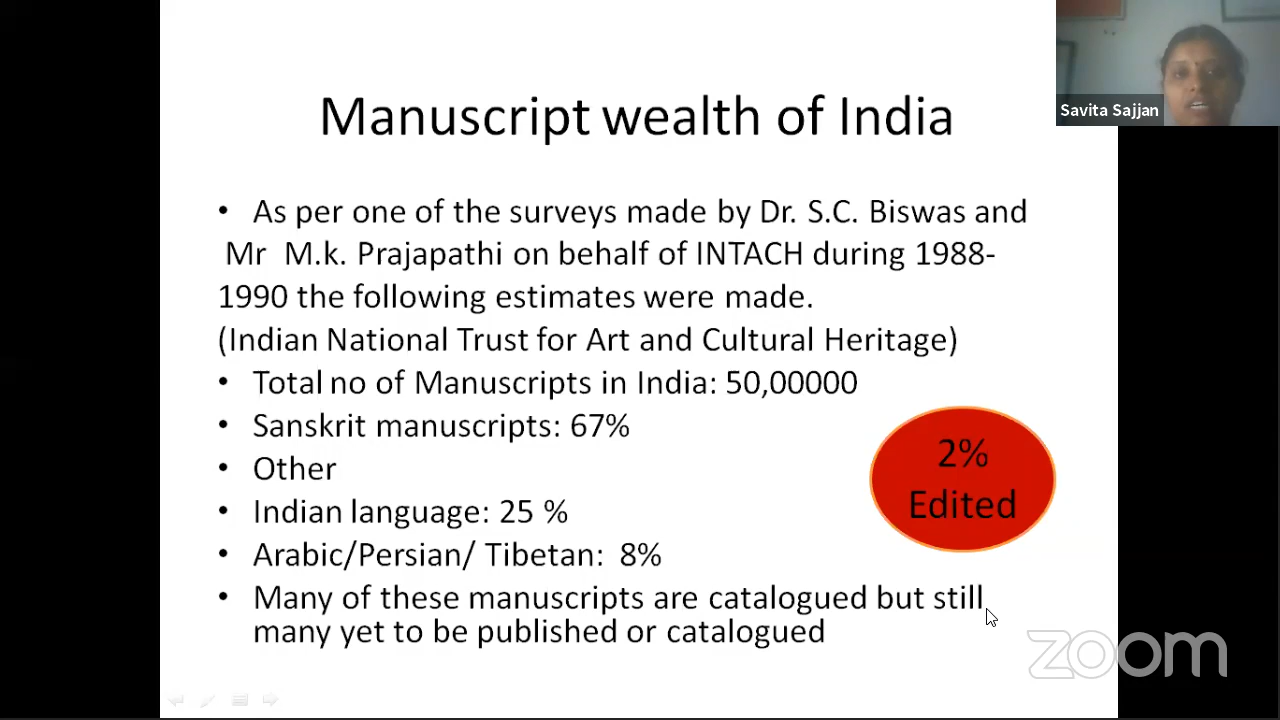 Manuscript wealth of India
Savita Sajjan
• As per one of the surveys made by Dr. S.C. Biswas and
Mr M.k. Prajapathi on behalf of INTACH during 1988-
1990 the following estimates were made.
(Indian National Trust for Art and Cultural Heritage)
• Total no of Manuscripts in India: 50,00000
• Sanskrit manuscripts: 67%
• Other
• Indian language: 25 %
• Arabic/Persian/ Tibetan: 8%
• Many of these manuscripts are catalogued but still
many yet to be published or catalogued
2%
Edited
zoom